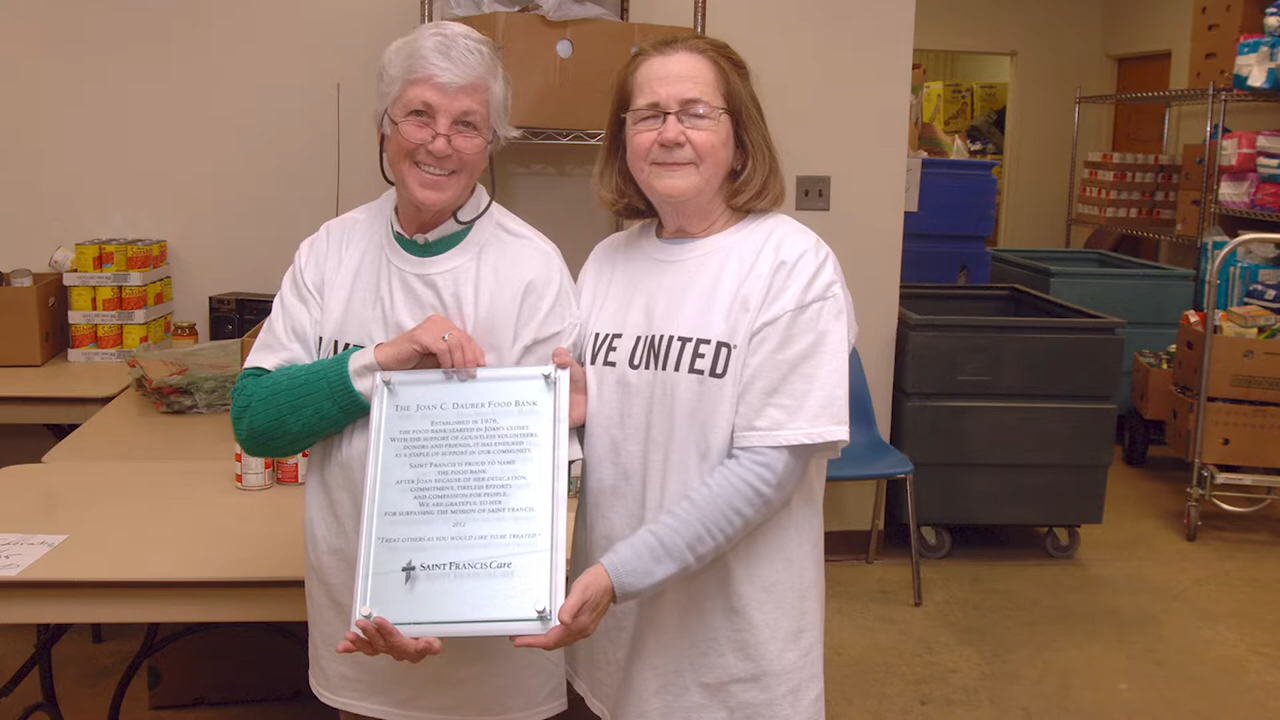 THE JOAN C. DAUBER FOOD BANK
ESTABLISHED IN 1976,
THE FOOD BANK STARTED IN JOAN'S CLOSET.
WITH THE SUPPORT OF COUNTLESS VOLUNTEERS,
DONORS AND FRIENDS, IT HAS ENDURED
AS A STAPLE OF SUPPORT IN OUR COMMUNITY.
SAINT FRANCIS IS PROUD TO NAME
THE FOOD BANK
AFTER JOAN BECAUSE OF HER DEDICATION,
COMMITMENT, TIRELESS EFFORTS
AND COMPASSION FOR PEOPLE.
WE ARE GRATEFUL TO HER
FOR SURPASSING THE MISSION OF SAINT FRANCIS.
2012
"TREAT OTHERS AS YOU WOULD LIKE TO BE TREATED."
SAINT FRANCIS Care
VE UNITED